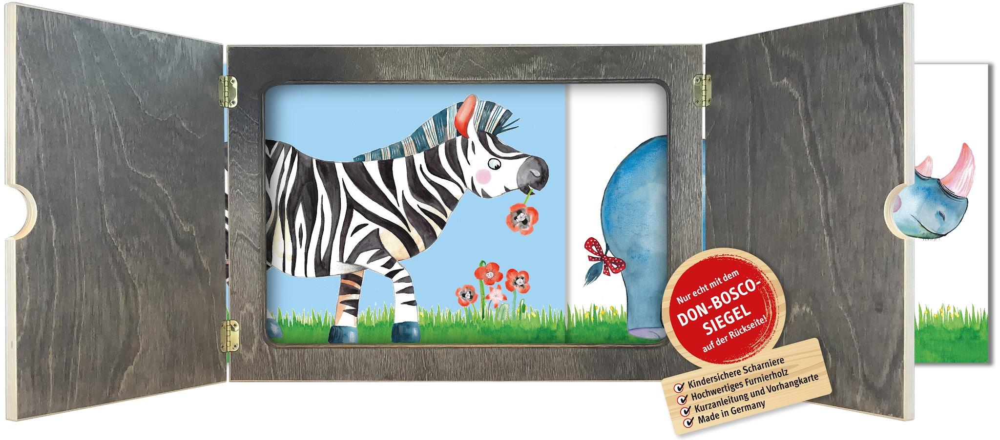 Nur echt mit dem
DON-BOSCO-
SIEGEL
auf der Rückseite!
Kindersichere Scharniere
Hochwertiges Furnierholz
Kurzanleitung und Vorhangkarte
Made in Germany